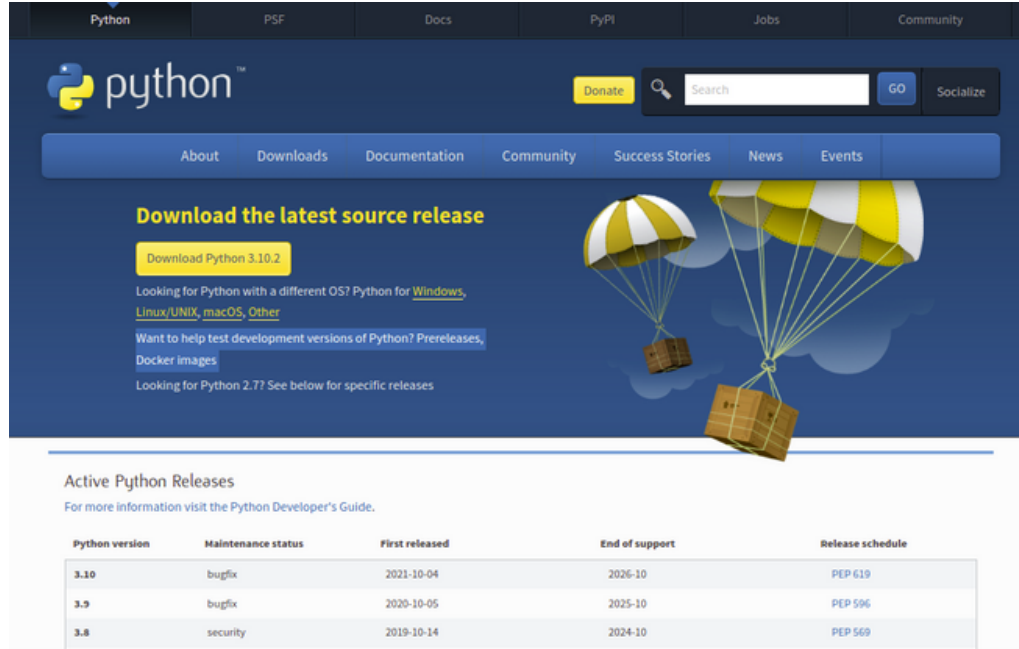 Python PSF Docs PyPI Jobs Community
python™
Donate Search GO Socialize
About Downloads Documentation Community Success Stories News Events
Download the latest source release
Download Python 3.10.2
Looking for Python with a different OS? Python for Windows,
Linux/UNIX, macOS, Other
Want to help test development versions of Python? Prereleases,
Docker images
Looking for Python 2.7? See below for specific releases
Active Python Releases
For more information visit the Python Developer's Guide.
Python version Maintenance status First released End of support Release schedule
3.10 bugfix 2021-10-04 2026-10 PEP 619
3.9 bugfix 2020-10-05 2025-10 PEP 596
3.8 security 2019-10-14 2024-10 PEP 569